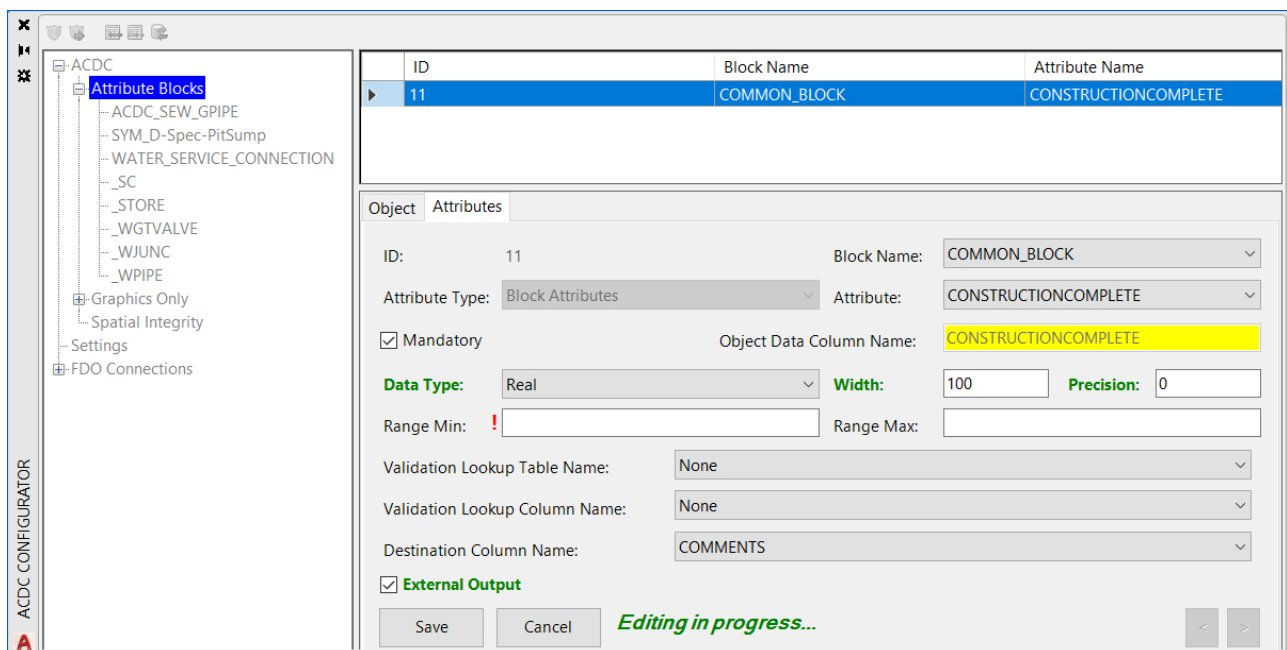 ACDC
Attribute Blocks
ACDC_SEW_GPIPE
SYM_D-Spec-PitSump
WATER_SERVICE_CONNECTION
_SC
_STORE
_WGTVALVE
_WJUNC
_WPIPE
Graphics Only
Spatial Integrity
Settings
FDO Connections
ACDC CONFIGURATOR
ID Block Name Attribute Name
11 COMMON_BLOCK CONSTRUCTIONCOMPLETE
Object Attributes
ID: 11 Block Name: COMMON_BLOCK
Attribute Type: Block Attributes Attribute: CONSTRUCTIONCOMPLETE
Mandatory Object Data Column Name: CONSTRUCTIONCOMPLETE
Data Type: Real Width: 100 Precision: 0
Range Min: ! Range Max:
Validation Lookup Table Name: None
Validation Lookup Column Name: None
Destination Column Name: COMMENTS
External Output
Save Cancel Editing in progress... < >